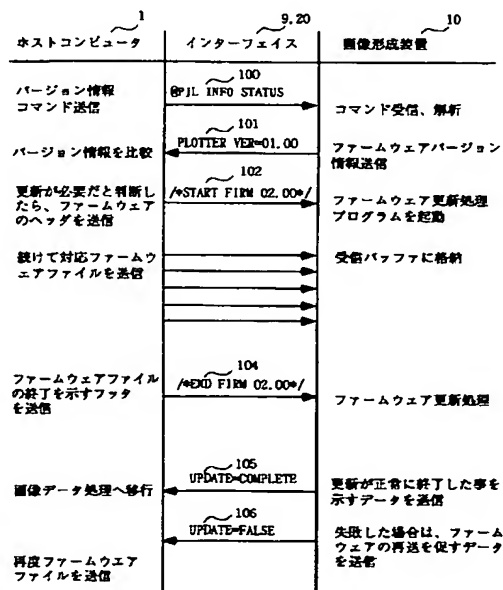 1
9.20
10
ホストコンピュータ
インターフェイス
画像形成装置
バージョン情報
コマンド送信
100
@PJL INFO STATUS
コマンド受信、解析
101
PLOTTER VER=01.00
バージョン情報を比較
ファームウェアバージョン
情報送信
更新が必要だと判断し
たら、ファームウェア
のヘッダを送信
102
/*START FIRM 02.00*/
ファームウェア更新処理
プログラムを起動
続けて対応ファームウ
ェアファイルを送信
受信バッファに格納
ファームウェアファイル
の終了を示すフッタ
を送信
104
/*END FIRM 02.00*/
ファームウェア更新処理
105
UPDATE=COMPLETE
画像データ処理へ移行
更新が正常に終了した事を
示すデータを送信
106
UPDATE=FALSE
失敗した場合は、ファーム
ウェアの再送を促すデータ
を送信
再度ファームウエア
ファイルを送信